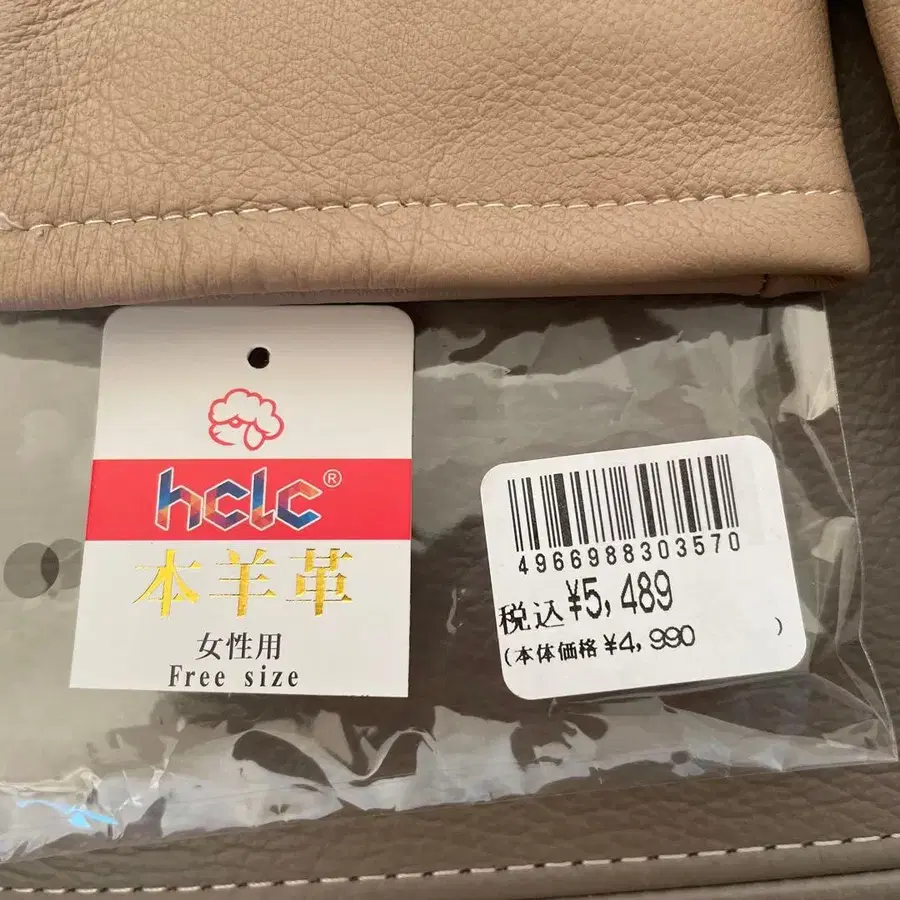 hclc®
本羊革
女性用
Free size
4966988303570
税込¥5,489
(本体価格¥4,990 )